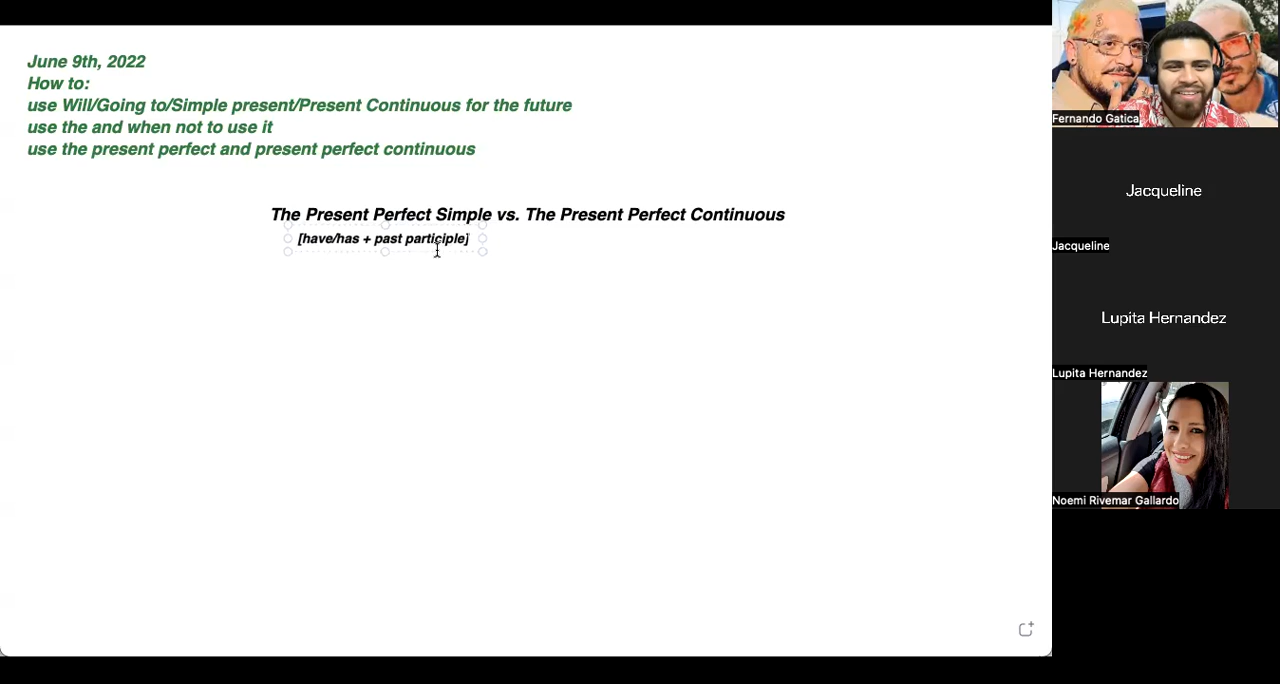 June 9th, 2022
How to:
use Will/Going to/Simple present/Present Continuous for the future
use the and when not to use it
use the present perfect and present perfect continuous
The Present Perfect Simple vs. The Present Perfect Continuous
[have/has + past participle]
Fernando Gatica
Jacqueline
Jacqueline
Lupita Hernandez
Lupita Hernandez
Noemi Rivemar Gallardo